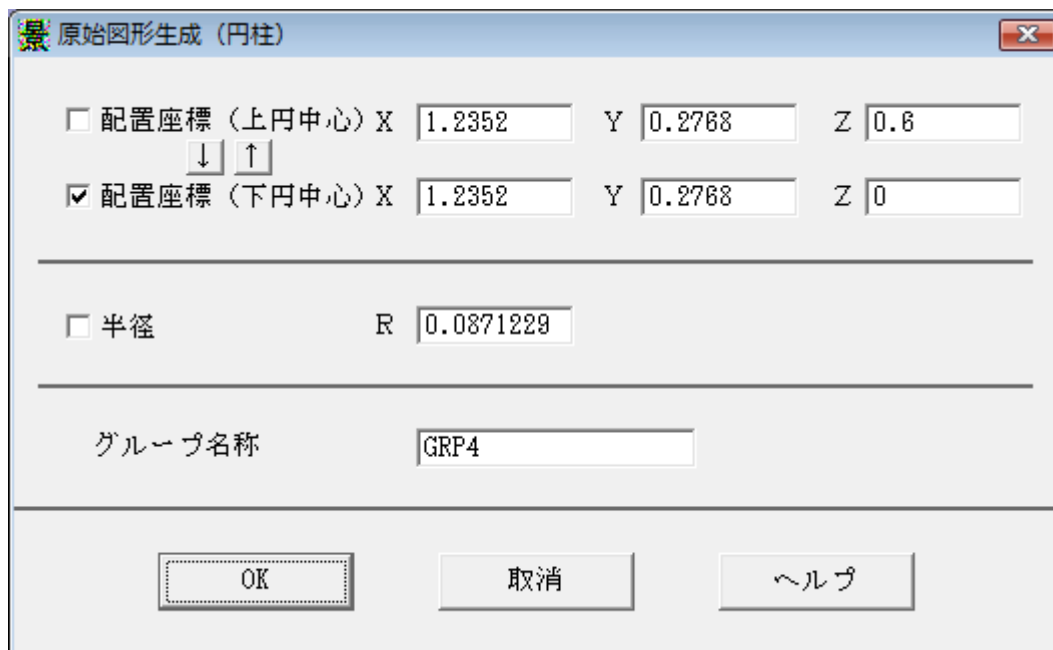 景 原始図形生成（円柱）
配置座標（上円中心）X 1.2352 Y 0.2768 Z 0.6
↓ ↑
配置座標（下円中心）X 1.2352 Y 0.2768 Z 0
半径 R 0.0871229
グループ名称 GRP4
OK 取消 ヘルプ